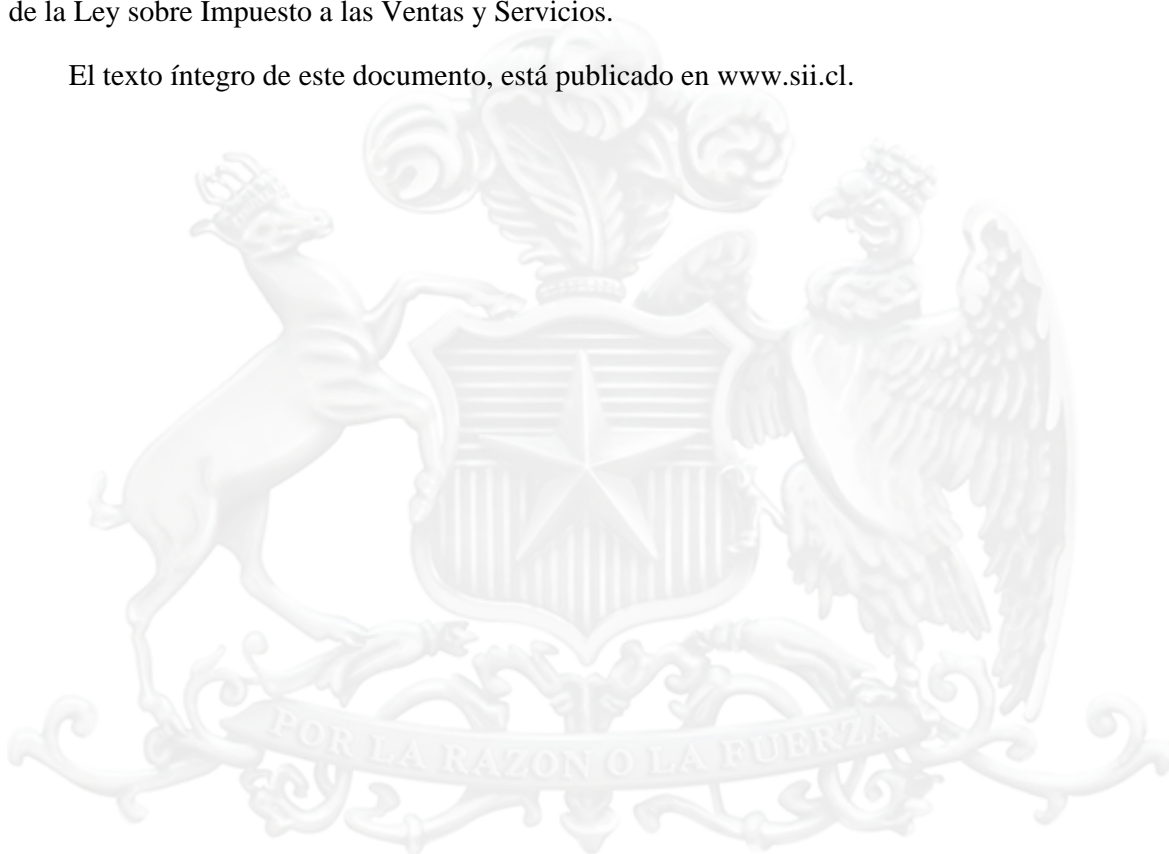 de la Ley sobre Impuesto a las Ventas y Servicios.
El texto íntegro de este documento, está publicado en www.sii.cl.
POR LA RAZON O LA FUERZA